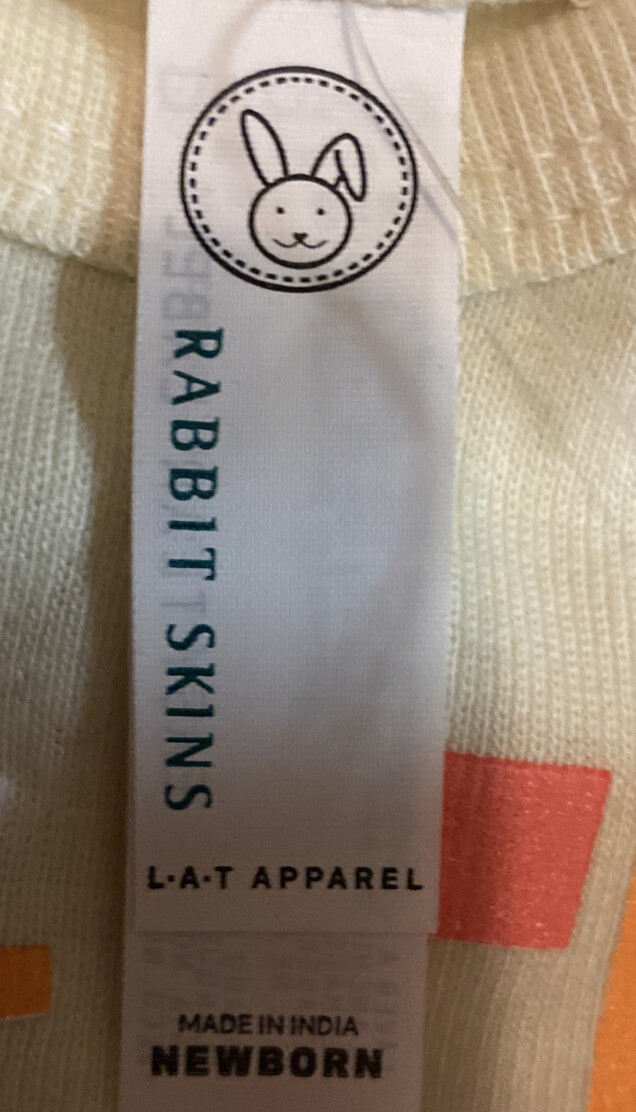 RABBIT SKINS
L·A·T APPAREL
MADE IN INDIA
NEWBORN